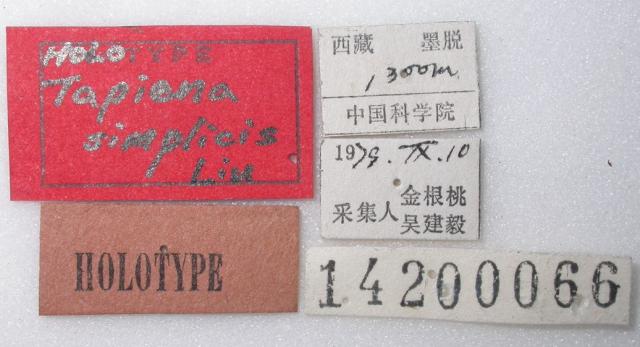 HOLOTYPE
Tapiena
simplicis
Liu
HOLOTYPE
西藏 墨脱
1300m
中国科学院
1979.IX.10
采集人 金根桃
吴建毅
14200066